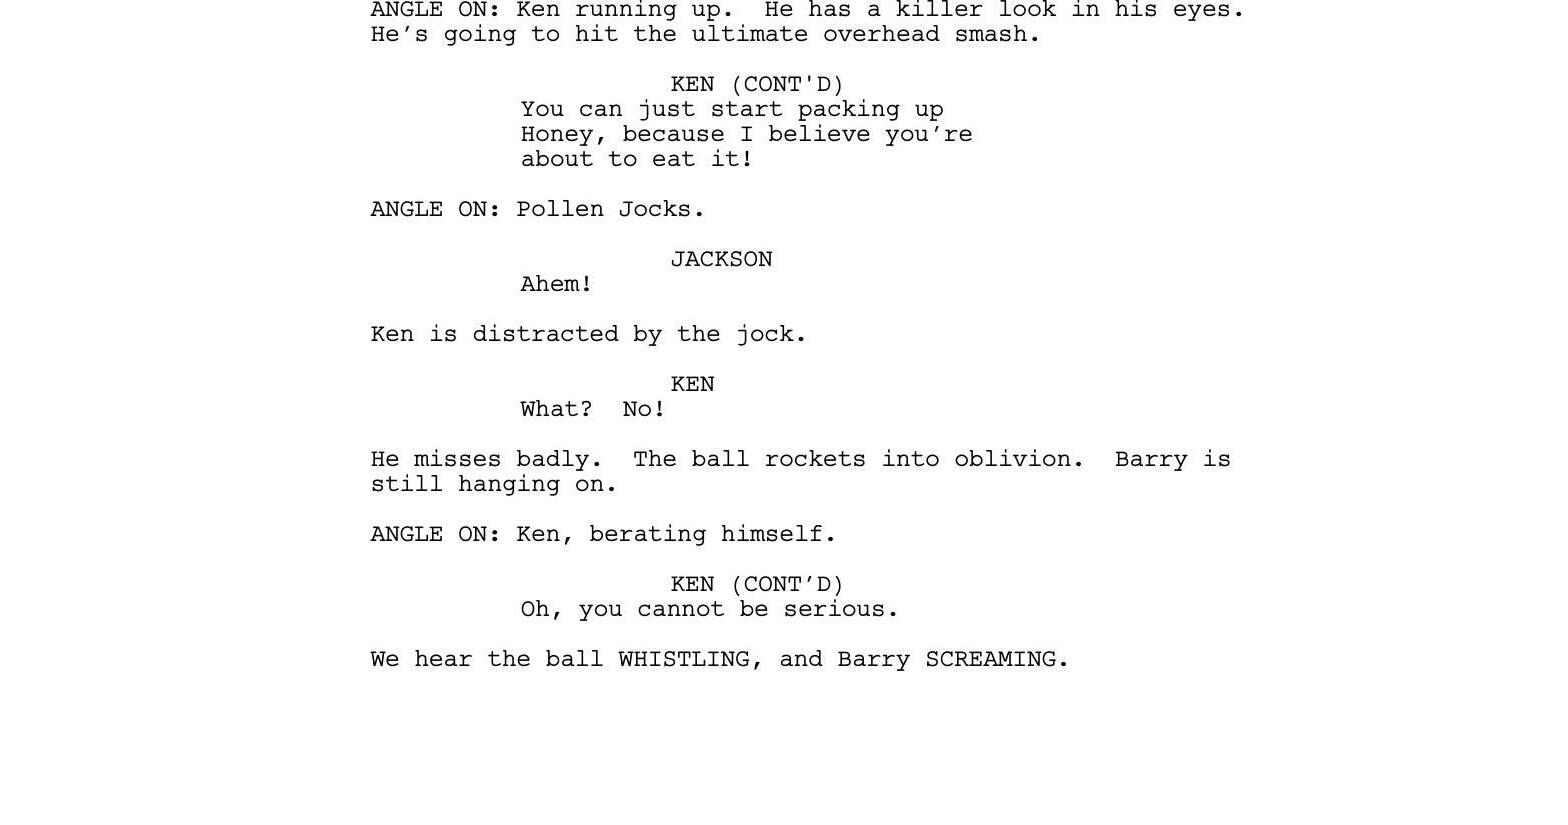 ANGLE ON: Ken running up.  He has a killer look in his eyes.
He’s going to hit the ultimate overhead smash.
KEN (CONT'D)
You can just start packing up
Honey, because I believe you’re
about to eat it!
ANGLE ON: Pollen Jocks.
JACKSON
Ahem!
Ken is distracted by the jock.
KEN
What?  No!
He misses badly.  The ball rockets into oblivion.  Barry is
still hanging on.
ANGLE ON: Ken, berating himself.
KEN (CONT’D)
Oh, you cannot be serious.
We hear the ball WHISTLING, and Barry SCREAMING.